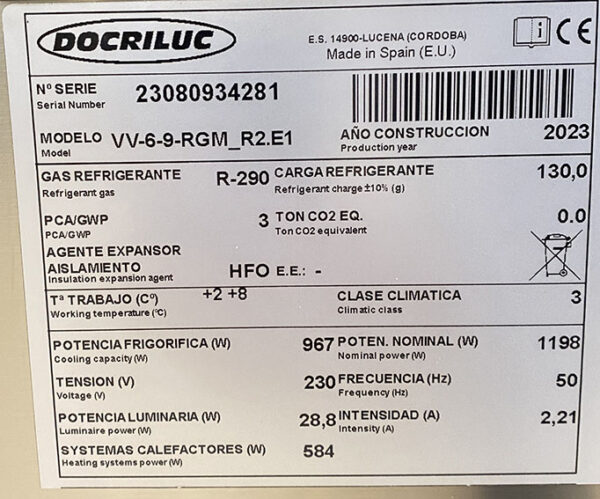 DOCRILUC
E.S. 14900-LUCENA (CORDOBA)
Made in Spain (E.U.)
i CE
Nº SERIE 23080934281
Serial Number
MODELO VV-6-9-RGM_R2.E1 AÑO CONSTRUCCION 2023
Model Production year
GAS REFRIGERANTE R-290 CARGA REFRIGERANTE 130,0
Refrigerant gas Refrigerant charge ±10% (g)
PCA/GWP 3 TON CO2 EQ. 0.0
PCA/GWP Ton CO2 equivalent
AGENTE EXPANSOR
AISLAMIENTO HFO E.E.: -
Insulation expansion agent
Tª TRABAJO (Cº) +2 +8 CLASE CLIMATICA 3
Working temperature (ºC) Climatic class
POTENCIA FRIGORIFICA (W) 967 POTEN. NOMINAL (W) 1198
Cooling capacity (W) Nominal power (W)
TENSION (V) 230 FRECUENCIA (Hz) 50
Voltage (V) Frequency (Hz)
POTENCIA LUMINARIA (W) 28,8 INTENSIDAD (A) 2,21
Luminaire power (W) Intensity (A)
SYSTEMAS CALEFACTORES (W) 584
Heating systems power (W)